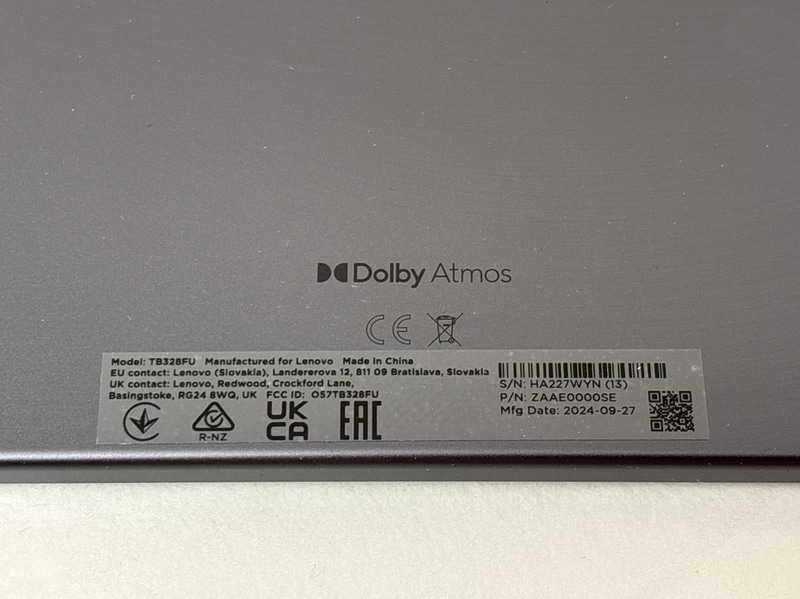 Dolby Atmos
CE
Model: TB328FU Manufactured for Lenovo Made in China
EU contact: Lenovo (Slovakia), Landererova 12, 811 09 Bratislava, Slovakia
UK contact: Lenovo, Redwood, Crockford Lane,
Basingstoke, RG24 8WQ, UK FCC ID: O57TB328FU
R-NZ
UK
CA
EAC
S/N: HA227WYN (13)
P/N: ZAAE0000SE
Mfg Date: 2024-09-27